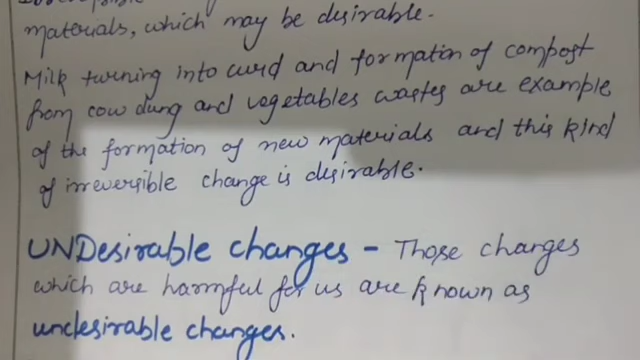 materials, which may be desirable.
Milk turning into curd and formation of compost
from cow dung and vegetables wastes are example
of the formation of new materials and this kind
of irreversible change is desirable.
UNDesirable changes - Those changes
which are harmful for us are known as
undesirable changes.